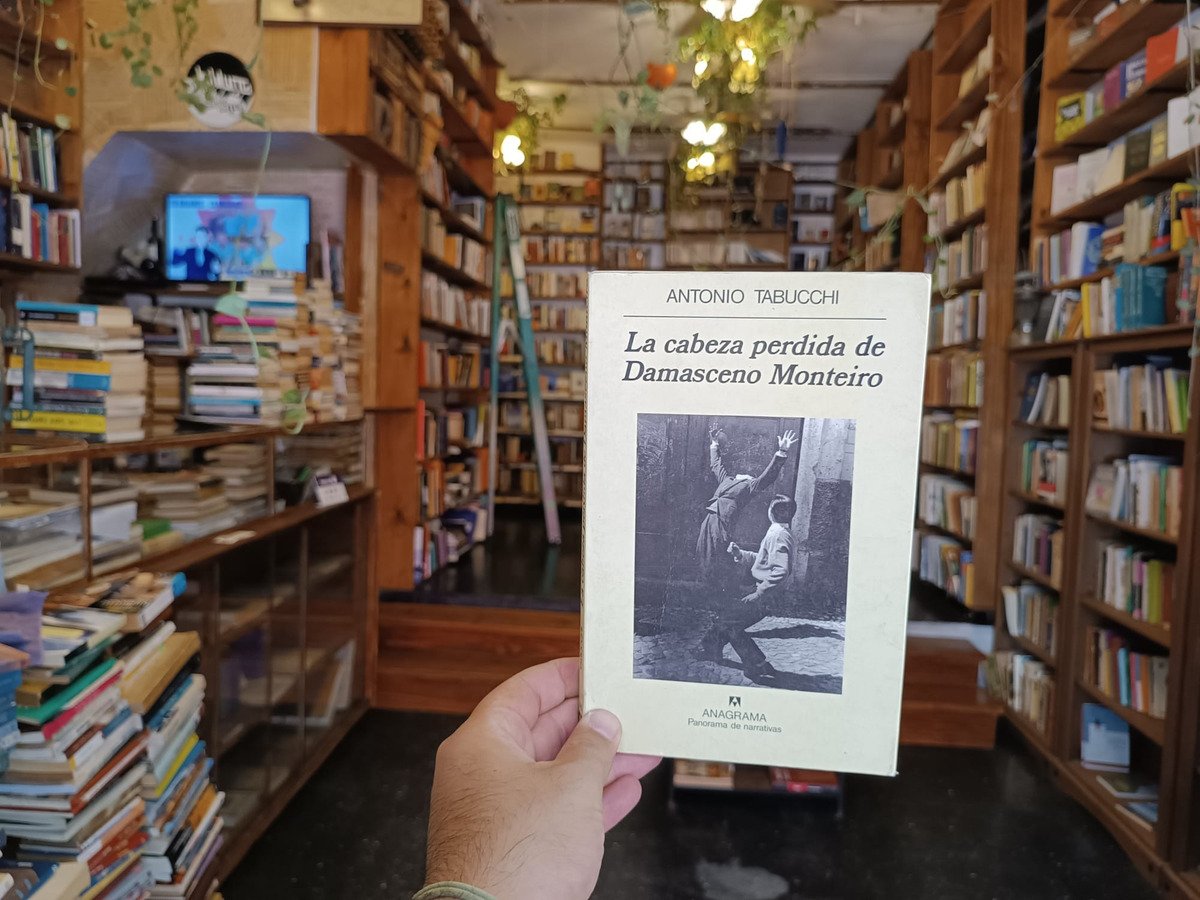 ANTONIO TABUCCHI
La cabeza perdida de
Damasceno Monteiro
ANAGRAMA
Panorama de narrativas